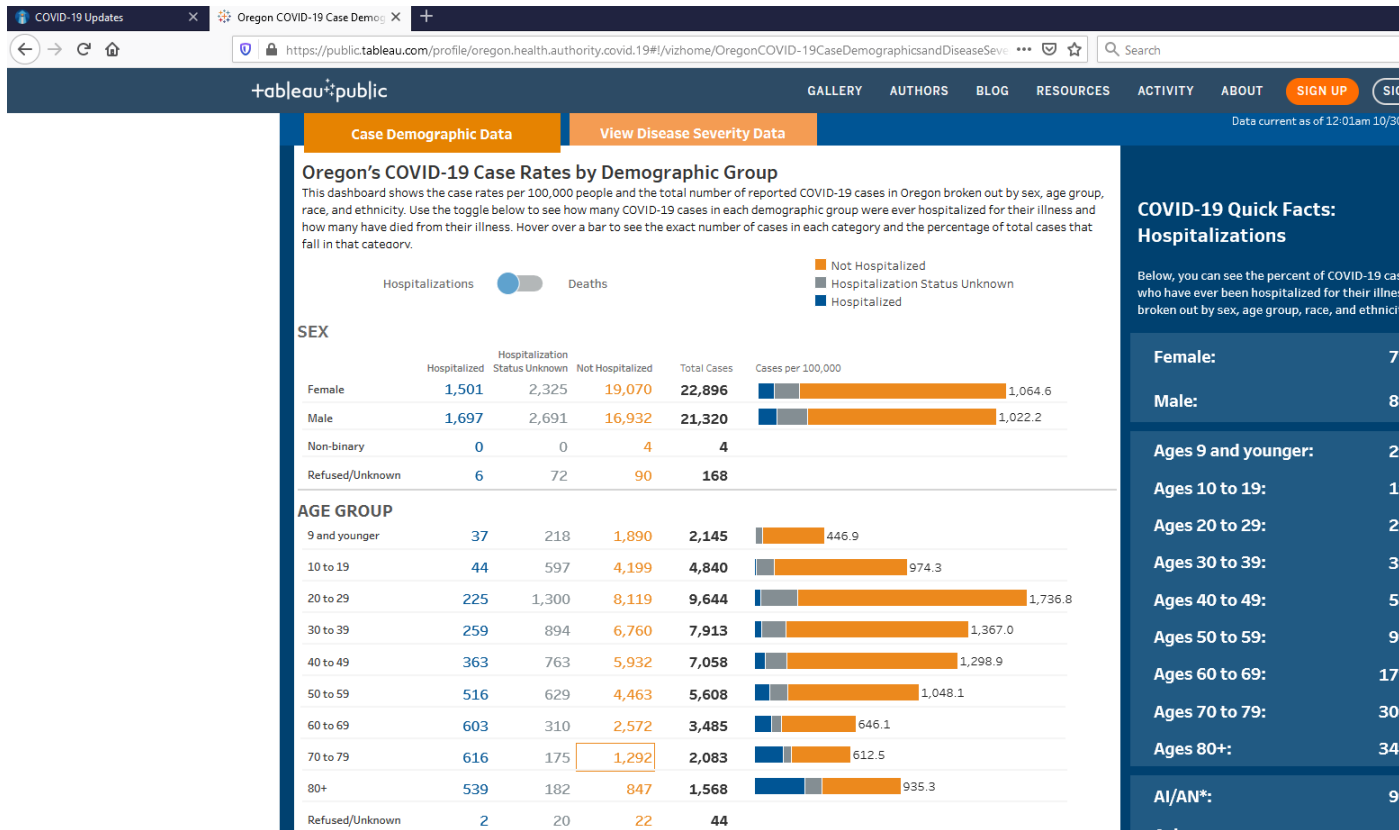 COVID-19 Updates
Oregon COVID-19 Case Demog
https://public.tableau.com/profile/oregon.health.authority.covid.19#!/vizhome/OregonCOVID-19CaseDemographicsandDiseaseSeve
Search
+ableau public
GALLERY AUTHORS BLOG RESOURCES ACTIVITY ABOUT SIGN UP SIG
Case Demographic Data
View Disease Severity Data
Data current as of 12:01am 10/30
Oregon's COVID-19 Case Rates by Demographic Group
This dashboard shows the case rates per 100,000 people and the total number of reported COVID-19 cases in Oregon broken out by sex, age group,
race, and ethnicity. Use the toggle below to see how many COVID-19 cases in each demographic group were ever hospitalized for their illness and
how many have died from their illness. Hover over a bar to see the exact number of cases in each category and the percentage of total cases that
fall in that category.
Hospitalizations Deaths
Not Hospitalized
Hospitalization Status Unknown
Hospitalized
SEX
Hospitalized Hospitalization Status Unknown Not Hospitalized Total Cases Cases per 100,000
Female 1,501 2,325 19,070 22,896 1,064.6
Male 1,697 2,691 16,932 21,320 1,022.2
Non-binary 0 0 4 4
Refused/Unknown 6 72 90 168
AGE GROUP
9 and younger 37 218 1,890 2,145 446.9
10 to 19 44 597 4,199 4,840 974.3
20 to 29 225 1,300 8,119 9,644 1,736.8
30 to 39 259 894 6,760 7,913 1,367.0
40 to 49 363 763 5,932 7,058 1,298.9
50 to 59 516 629 4,463 5,608 1,048.1
60 to 69 603 310 2,572 3,485 646.1
70 to 79 616 175 1,292 2,083 612.5
80+ 539 182 847 1,568 935.3
Refused/Unknown 2 20 22 44
COVID-19 Quick Facts:
Hospitalizations
Below, you can see the percent of COVID-19 cas
who have ever been hospitalized for their illnes
broken out by sex, age group, race, and ethnicit
Female: 7
Male: 8
Ages 9 and younger: 2
Ages 10 to 19: 1
Ages 20 to 29: 2
Ages 30 to 39: 3
Ages 40 to 49: 5
Ages 50 to 59: 9
Ages 60 to 69: 17
Ages 70 to 79: 30
Ages 80+: 34
AI/AN*: 9